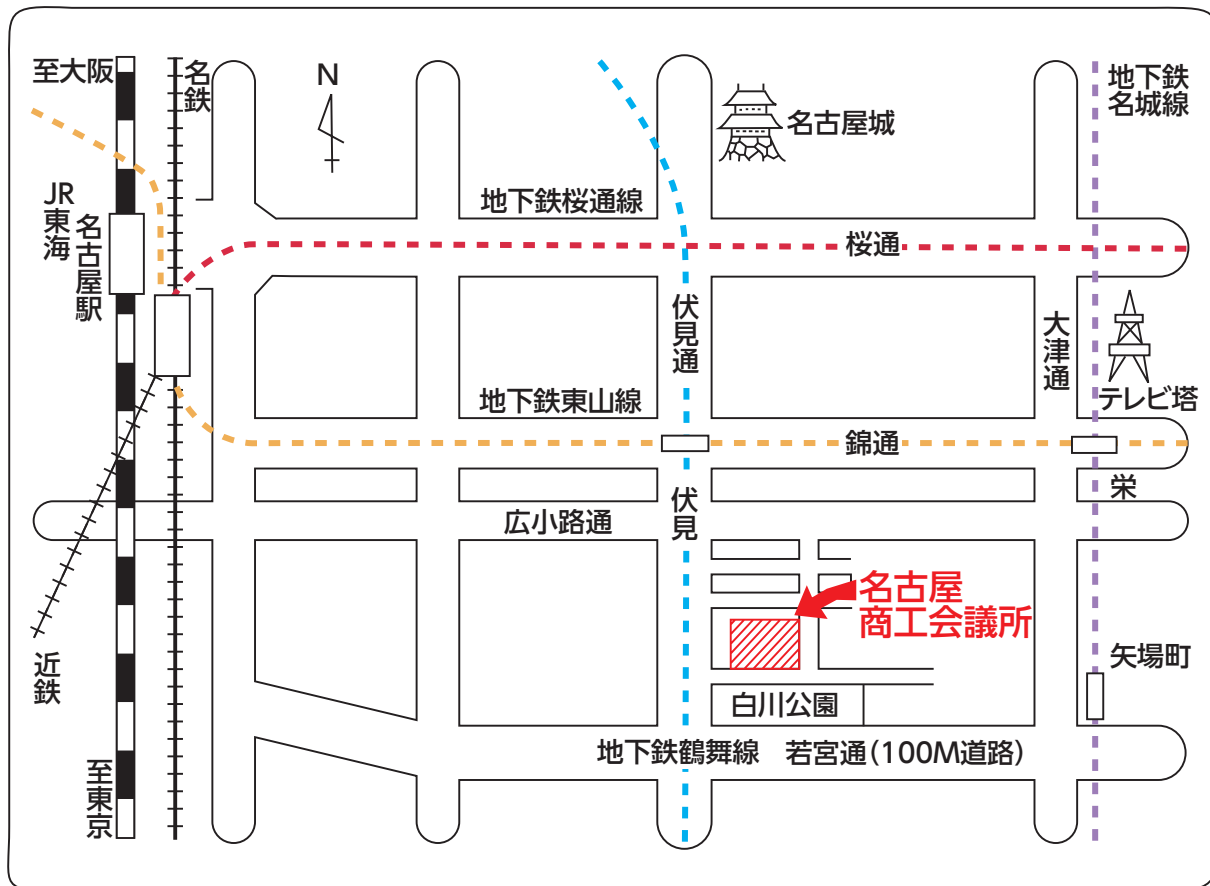 至大阪
名鉄
N
名古屋城
地下鉄
名城線
JR東海
名古屋駅
地下鉄桜通線
桜通
伏見通
大津通
テレビ塔
地下鉄東山線
錦通
栄
伏見
広小路通
名古屋
商工会議所
近鉄
矢場町
白川公園
地下鉄鶴舞線
若宮通(100M道路)
至東京